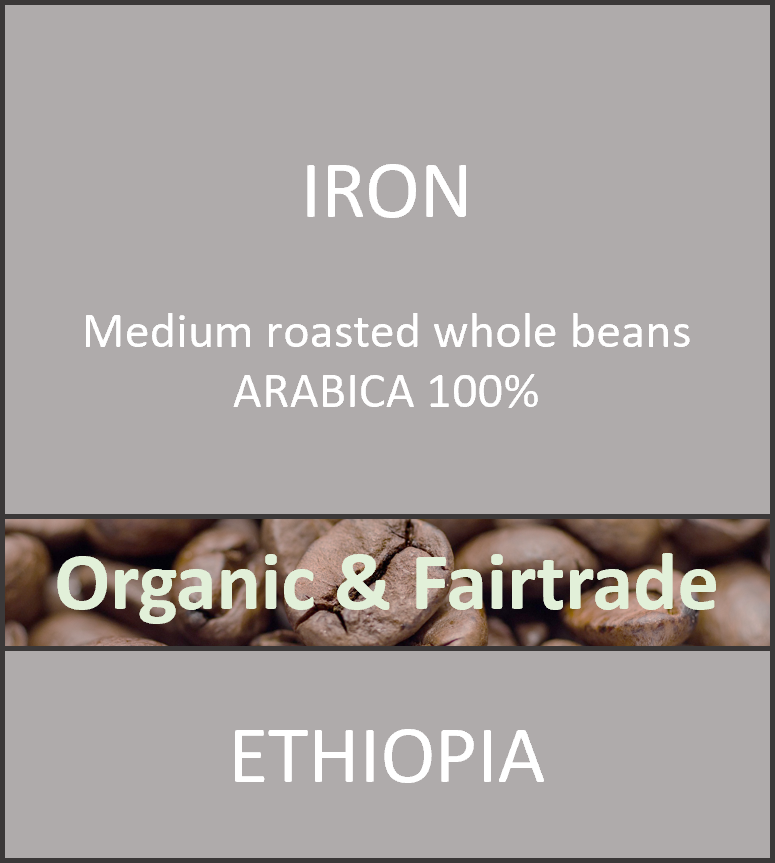 IRON
Medium roasted whole beans
ARABICA 100%
Organic & Fairtrade
ETHIOPIA